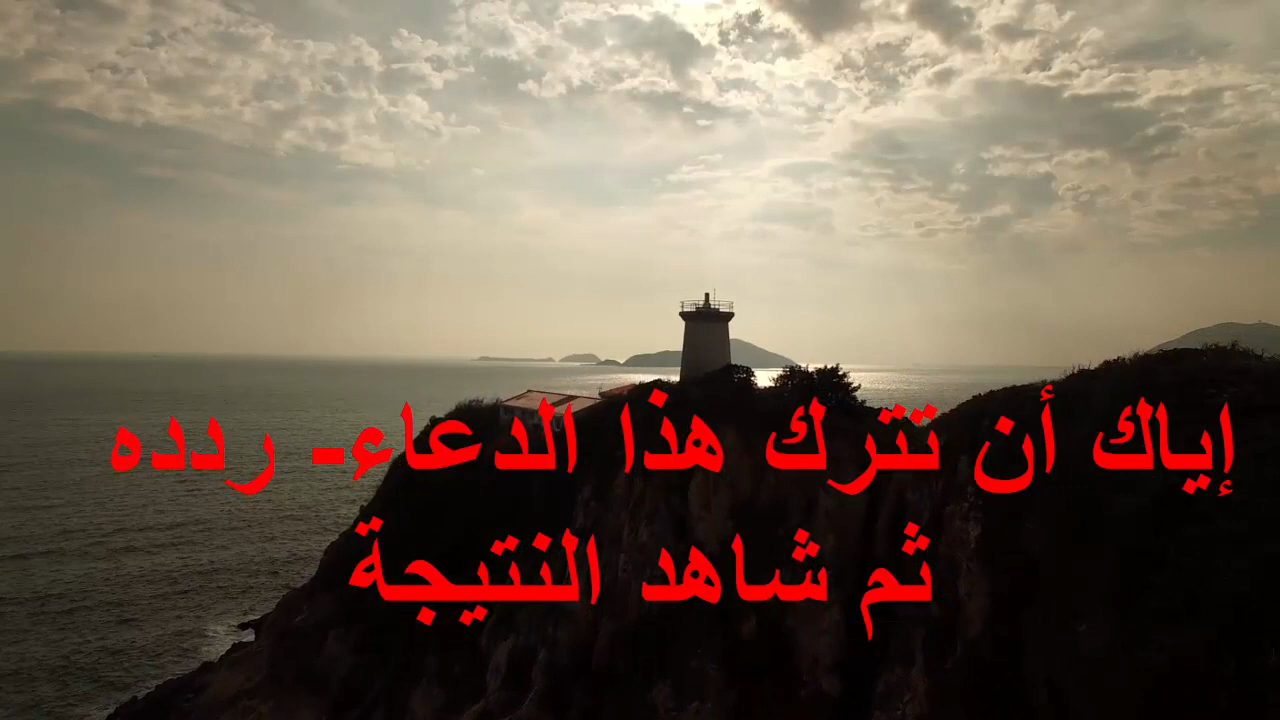 إياك أن تترك هذا الدعاء- ردده
ثم شاهد النتيجة